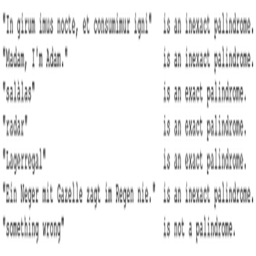 "In girum imus nocte, et consumimur igni" is an inexact palindrome.
"Madam, I'm Adam." is an inexact palindrome.
"salàlas" is an exact palindrome.
"radar" is an exact palindrome.
"Lagerregal" is an exact palindrome.
"Ein Neger mit Gazelle zagt im Regen nie." is an inexact palindrome.
"something wrong" is not a palindrome.